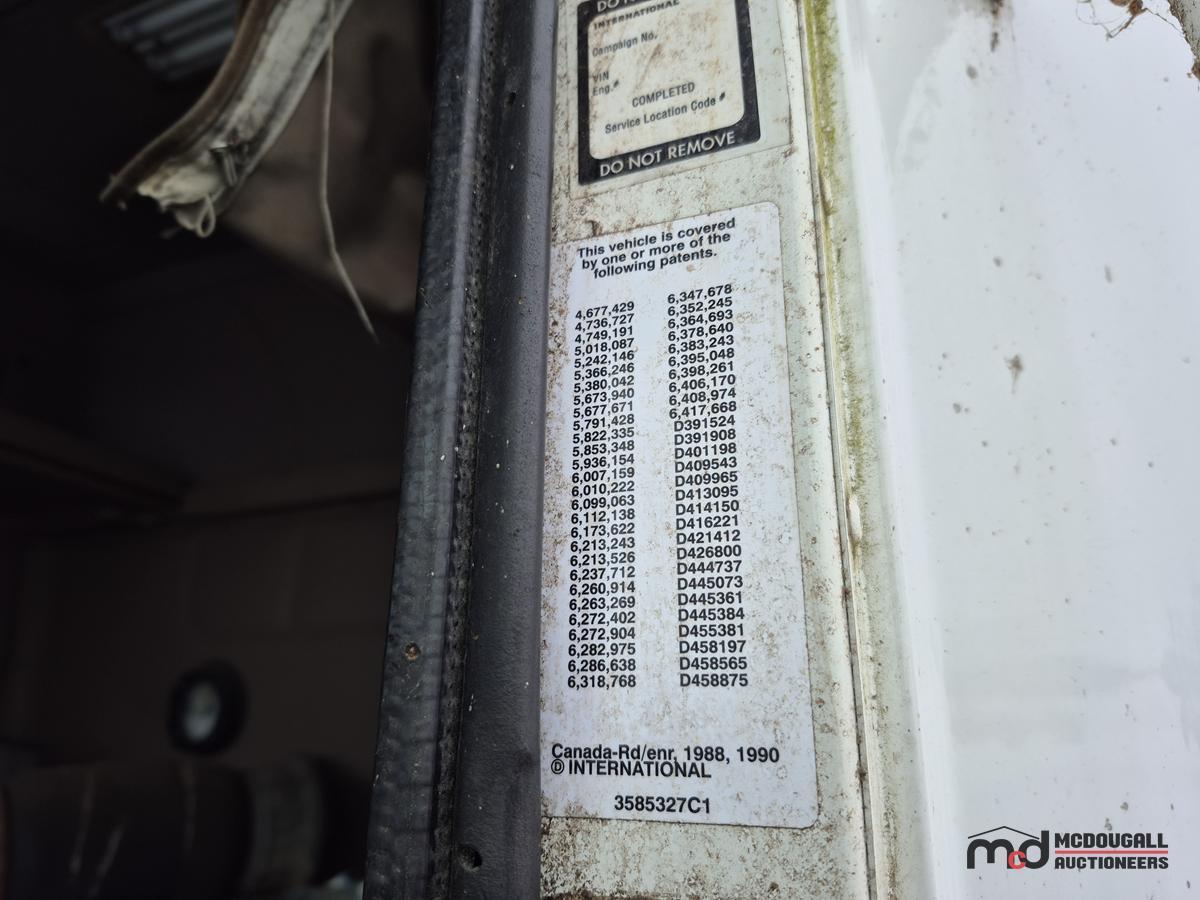 INTERNATIONAL
Campaign No.
VIN
Eng.#
COMPLETED
Service Location Code #
DO NOT REMOVE
This vehicle is covered
by one or more of the
following patents.
4,677,429
4,736,727
4,749,191
5,018,087
5,242,146
5,366,246
5,380,042
5,673,940
5,677,671
5,791,428
5,822,335
5,853,348
5,936,154
6,007,159
6,010,222
6,099,063
6,112,138
6,173,622
6,213,243
6,213,526
6,237,712
6,260,914
6,263,269
6,272,402
6,272,904
6,282,975
6,286,638
6,318,768
6,347,678
6,352,245
6,364,693
6,378,640
6,383,243
6,395,048
6,398,261
6,406,170
6,408,974
6,417,668
D391524
D391908
D401198
D409543
D409965
D413095
D414150
D416221
D421412
D426800
D444737
D445073
D445361
D445384
D455381
D458197
D458565
D458875
Canada-Rd/enr, 1988, 1990
Ⓓ INTERNATIONAL
3585327C1
mcd MCDOUGALL
AUCTIONEERS